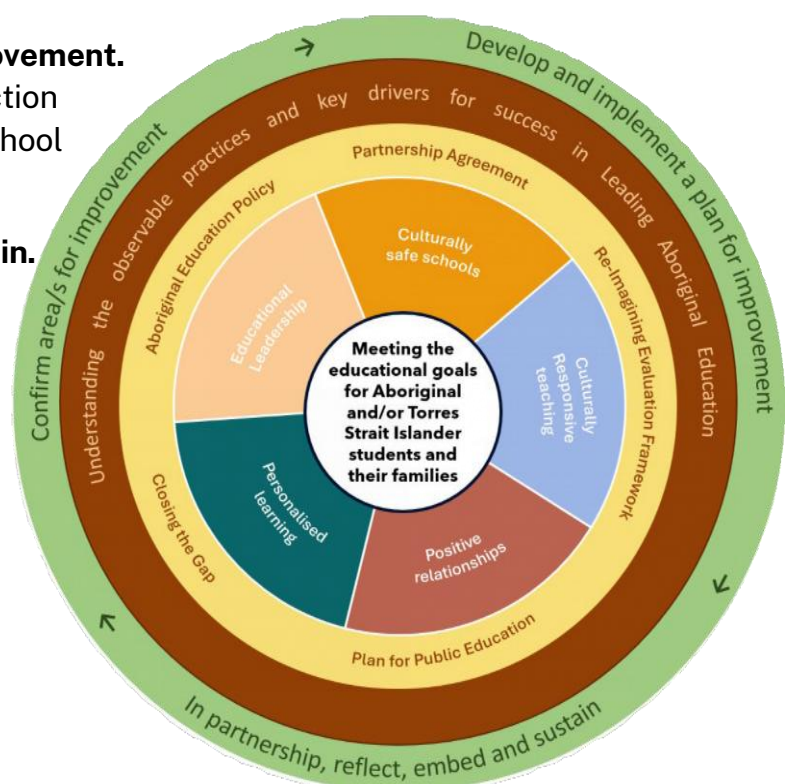 ovement.
ction
chool
in.
Confirm area/s for improvement
Develop and implement a plan for improvement
In partnership, reflect, embed and sustain
Understanding the observable practices and key drivers for success in Leading Aboriginal Education
Aboriginal Education Policy
Partnership Agreement
Re-Imagining Evaluation Framework
Plan for Public Education
Closing the Gap
Educational
Leadership
Culturally
safe schools
Culturally
Responsive
teaching
Positive
relationships
Personalised
learning
Meeting the
educational goals
for Aboriginal
and/or Torres
Strait Islander
students and
their families